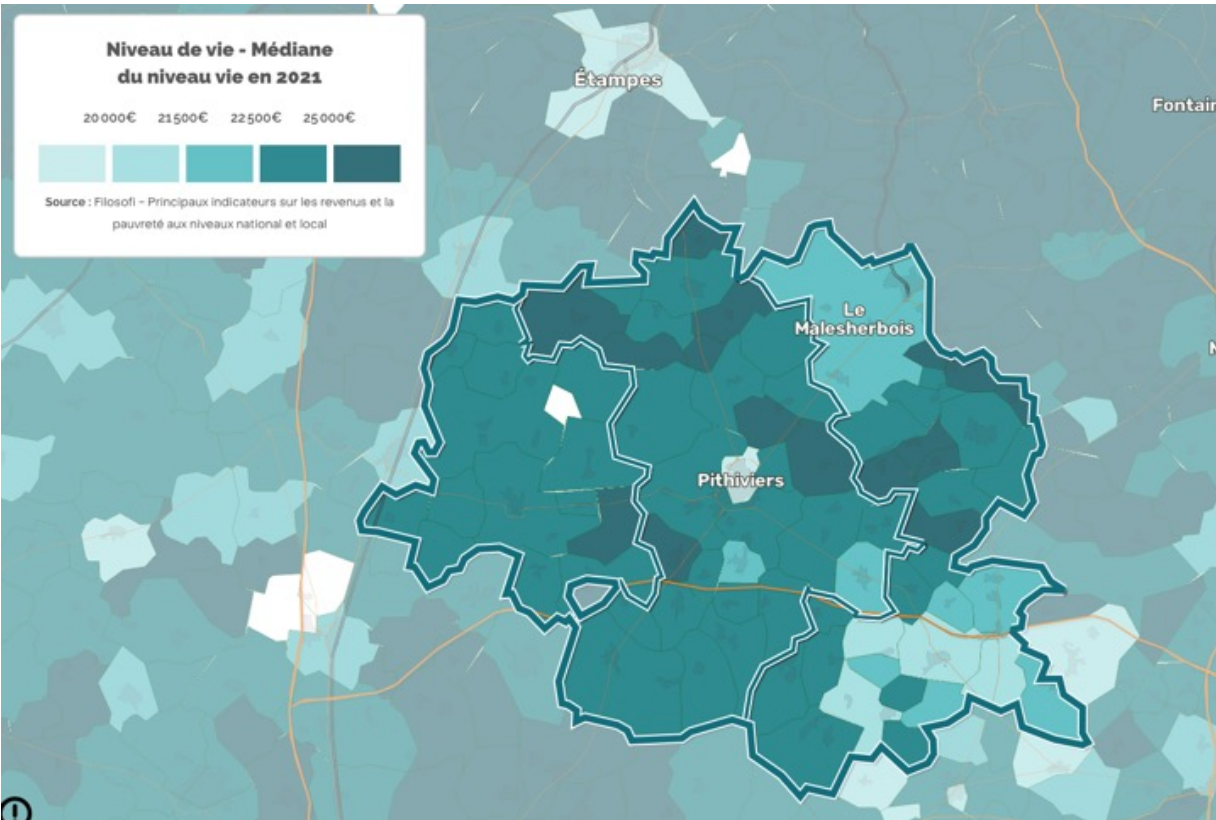 Niveau de vie - Médiane
du niveau vie en 2021
20 000€ 21 500€ 22 500€ 25 000€
Source : Filosofi – Principaux indicateurs sur les revenus et la
pauvreté aux niveaux national et local
Étampes
Fontain
Le
Malesherbois
Pithiviers